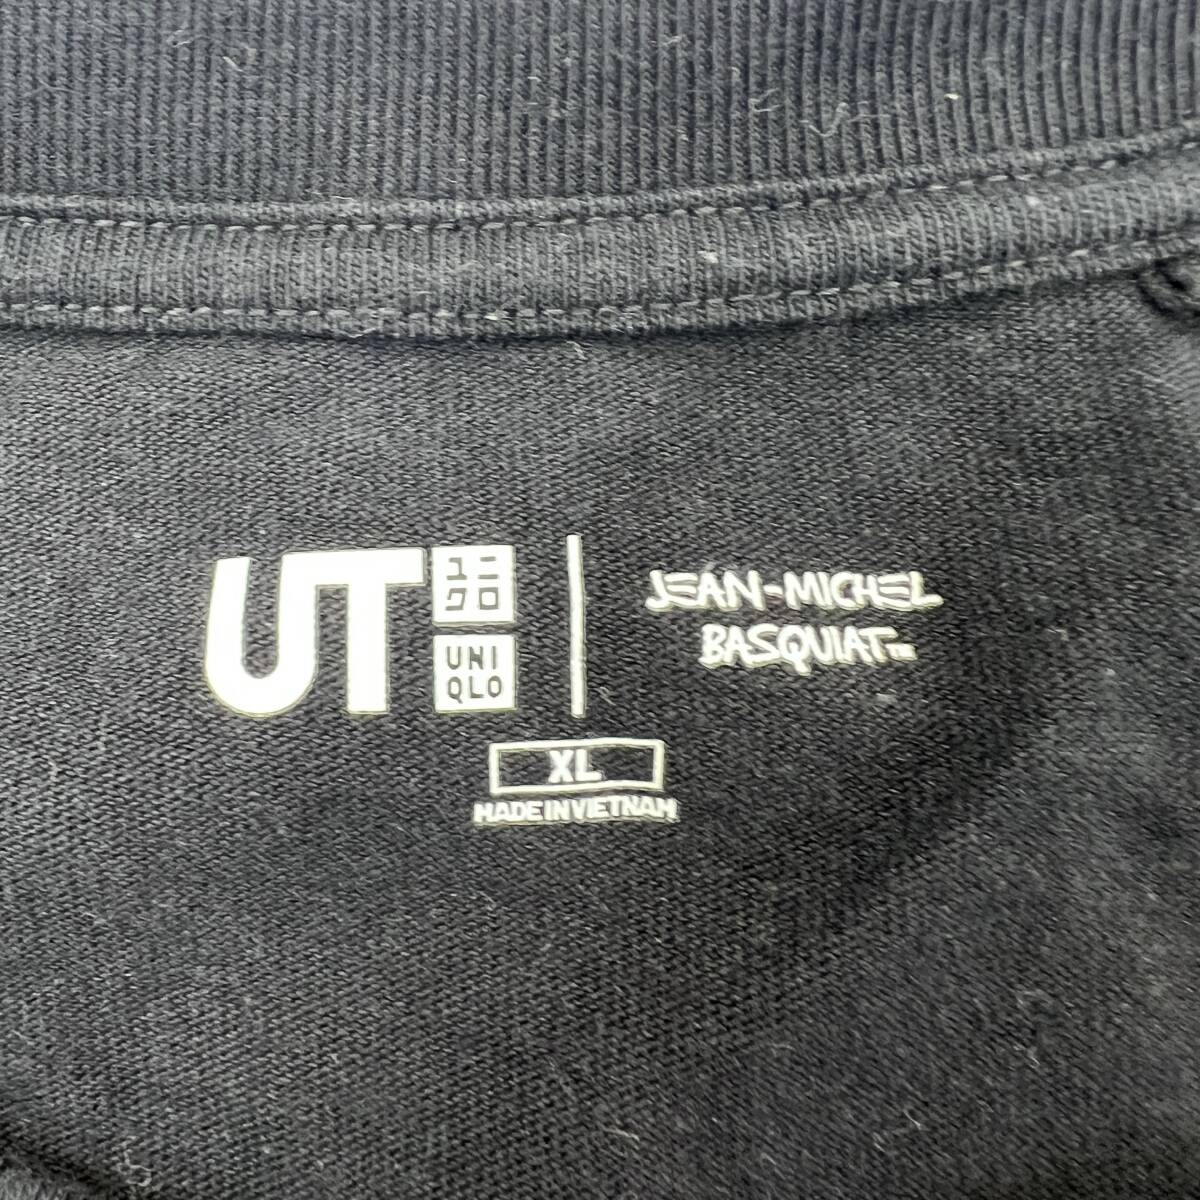 UT
ユニ
クロ
UNI
QLO
JEAN-MICHEL
BASQUIAT™
XL
MADE IN VIETNAM